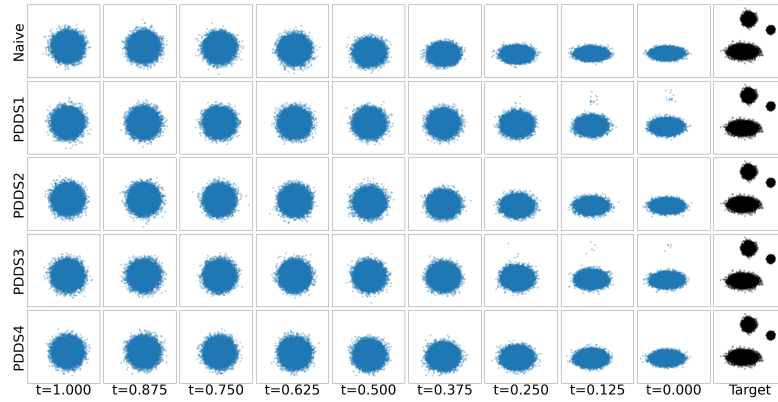 Naive
PDDS1
PDDS2
PDDS3
PDDS4
t=1.000 t=0.875 t=0.750 t=0.625 t=0.500 t=0.375 t=0.250 t=0.125 t=0.000 Target